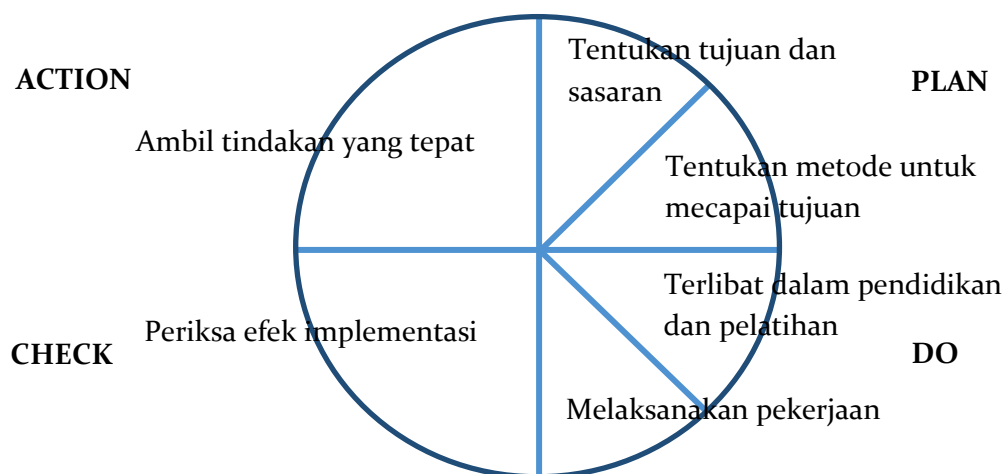 ACTION
Tentukan tujuan dan
sasaran
PLAN
Ambil tindakan yang tepat
Tentukan metode untuk
mecapai tujuan
Terlibat dalam pendidikan
dan pelatihan
Periksa efek implementasi
CHECK
DO
Melaksanakan pekerjaan